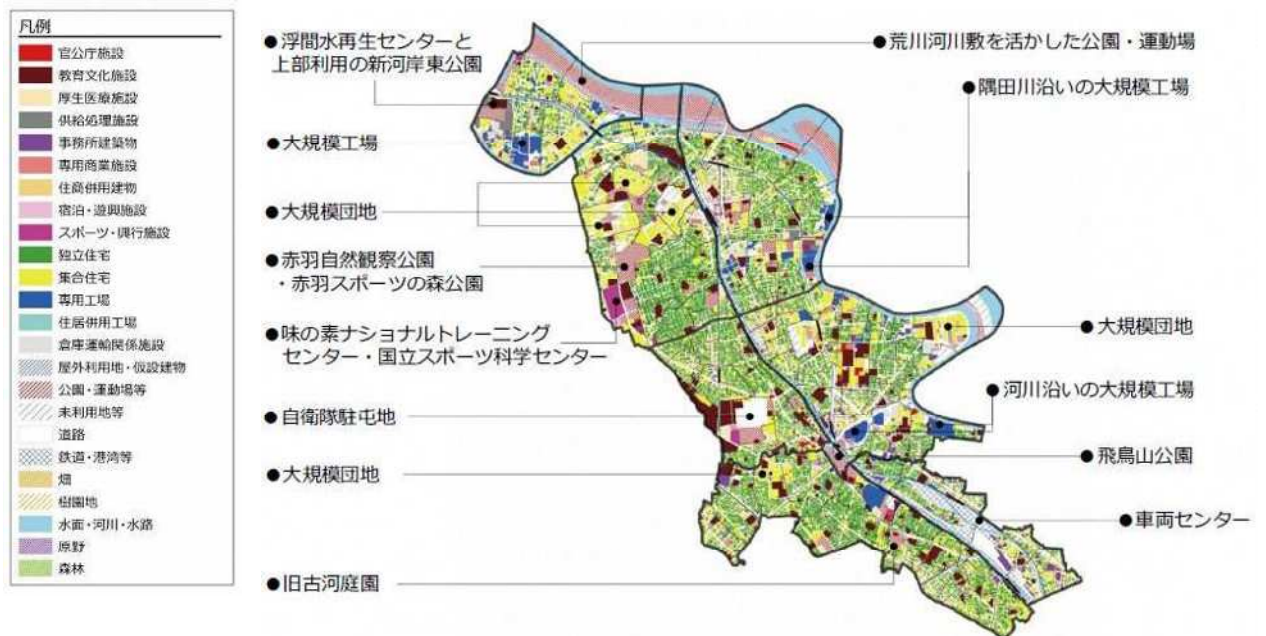 凡例
官公庁施設
教育文化施設
厚生医療施設
供給処理施設
事務所建築物
専用商業施設
住商併用建物
宿泊・遊興施設
スポーツ・興行施設
独立住宅
集合住宅
専用工場
住居併用工場
倉庫運輸関係施設
屋外利用地・仮設建物
公園・運動場等
未利用地等
道路
鉄道・港湾等
畑
樹園地
水面・河川・水路
原野
森林
●浮間水再生センターと
上部利用の新河岸東公園
●大規模工場
●大規模団地
●赤羽自然観察公園
・赤羽スポーツの森公園
●味の素ナショナルトレーニング
センター・国立スポーツ科学センター
●自衛隊駐屯地
●大規模団地
●旧古河庭園
●荒川河川敷を活かした公園・運動場
●隅田川沿いの大規模工場
●大規模団地
●河川沿いの大規模工場
●飛鳥山公園
●車両センター